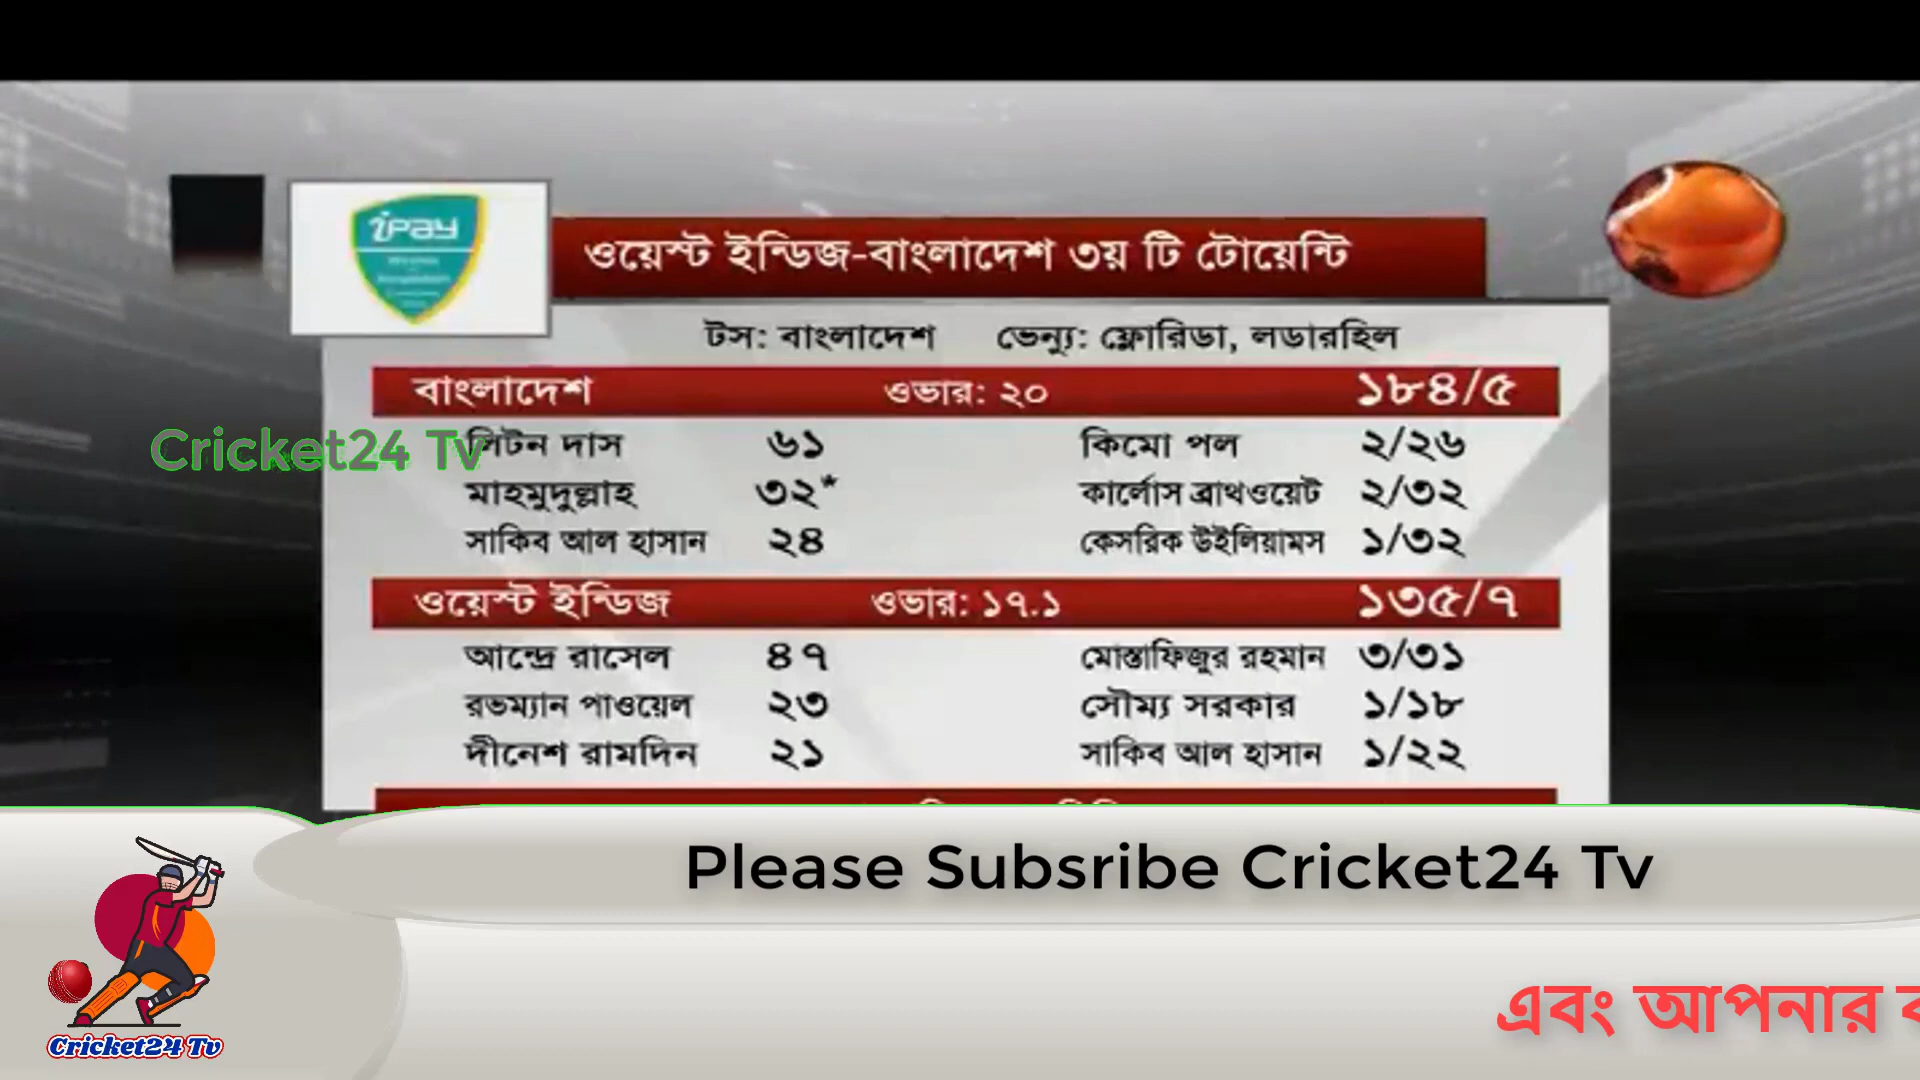 iPay
ওয়েস্ট ইন্ডিজ-বাংলাদেশ ৩য় টি টোয়েন্টি
টস: বাংলাদেশ ভেন্যু: ফ্লোরিডা, লডারহিল
বাংলাদেশ ওভার: ২০ ১৮৪/৫
Cricket24 Tv
লিটন দাস ৬১ কিমো পল ২/২৬
মাহমুদুল্লাহ ৩২* কার্লোস ব্রাথওয়েট ২/৩২
সাকিব আল হাসান ২৪ কেসরিক উইলিয়ামস ১/৩২
ওয়েস্ট ইন্ডিজ ওভার: ১৭.১ ১৩৫/৭
আন্দ্রে রাসেল ৪৭ মোস্তাফিজুর রহমান ৩/৩১
রভম্যান পাওয়েল ২৩ সৌম্য সরকার ১/১৮
দীনেশ রামদিন ২১ সাকিব আল হাসান ১/২২
Please Subsribe Cricket24 Tv
এবং আপনার
Cricket24 Tv